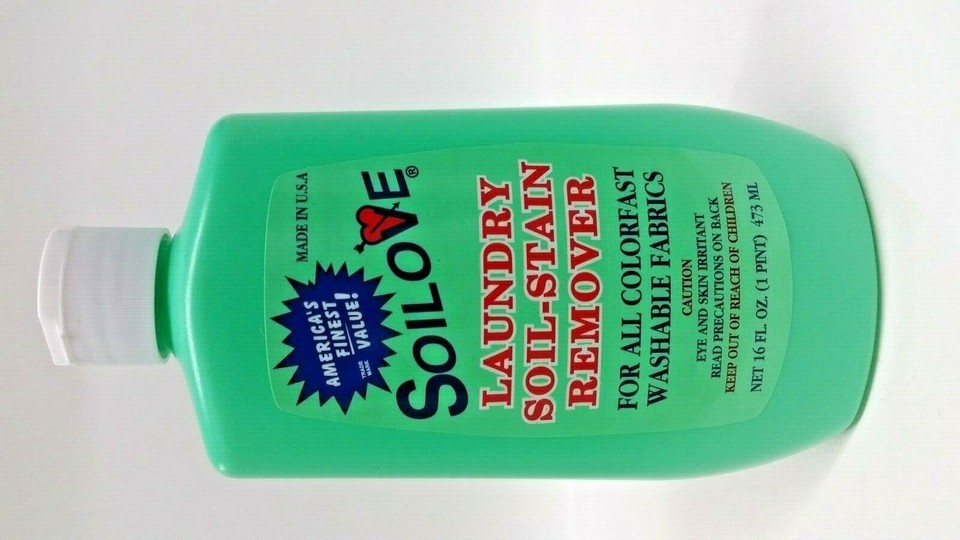 MADE IN U.S.A
AMERICA'S
FINEST
VALUE!
TRADE
MARK
SOILOVE®
LAUNDRY
SOIL-STAIN
REMOVER
FOR ALL COLORFAST
WASHABLE FABRICS
CAUTION
EYE AND SKIN IRRITANT
READ PRECAUTIONS ON BACK
KEEP OUT OF REACH OF CHILDREN
NET 16 FL. OZ. (1 PINT) 473 ML